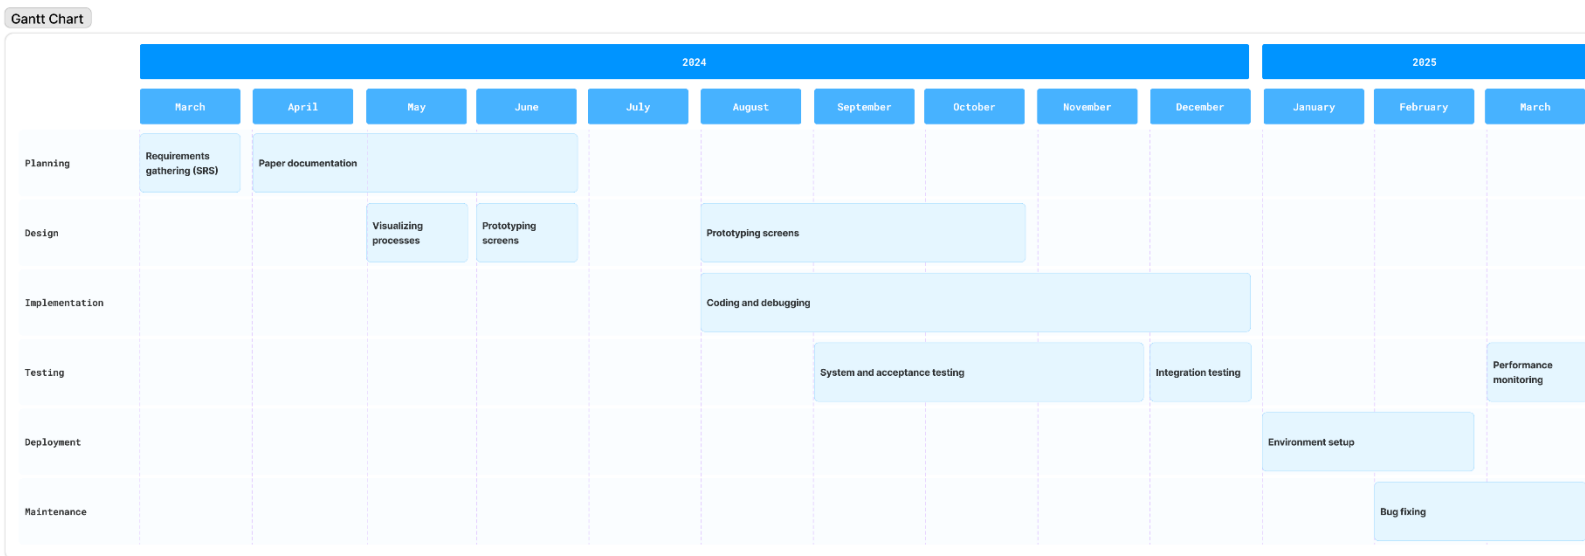 Gantt Chart
2024
2025
March
April
May
June
July
August
September
October
November
December
January
February
March
Planning
Requirements
gathering (SRS)
Paper documentation
Design
Visualizing
processes
Prototyping
screens
Prototyping screens
Implementation
Coding and debugging
Testing
System and acceptance testing
Integration testing
Performance
monitoring
Deployment
Environment setup
Maintenance
Bug fixing